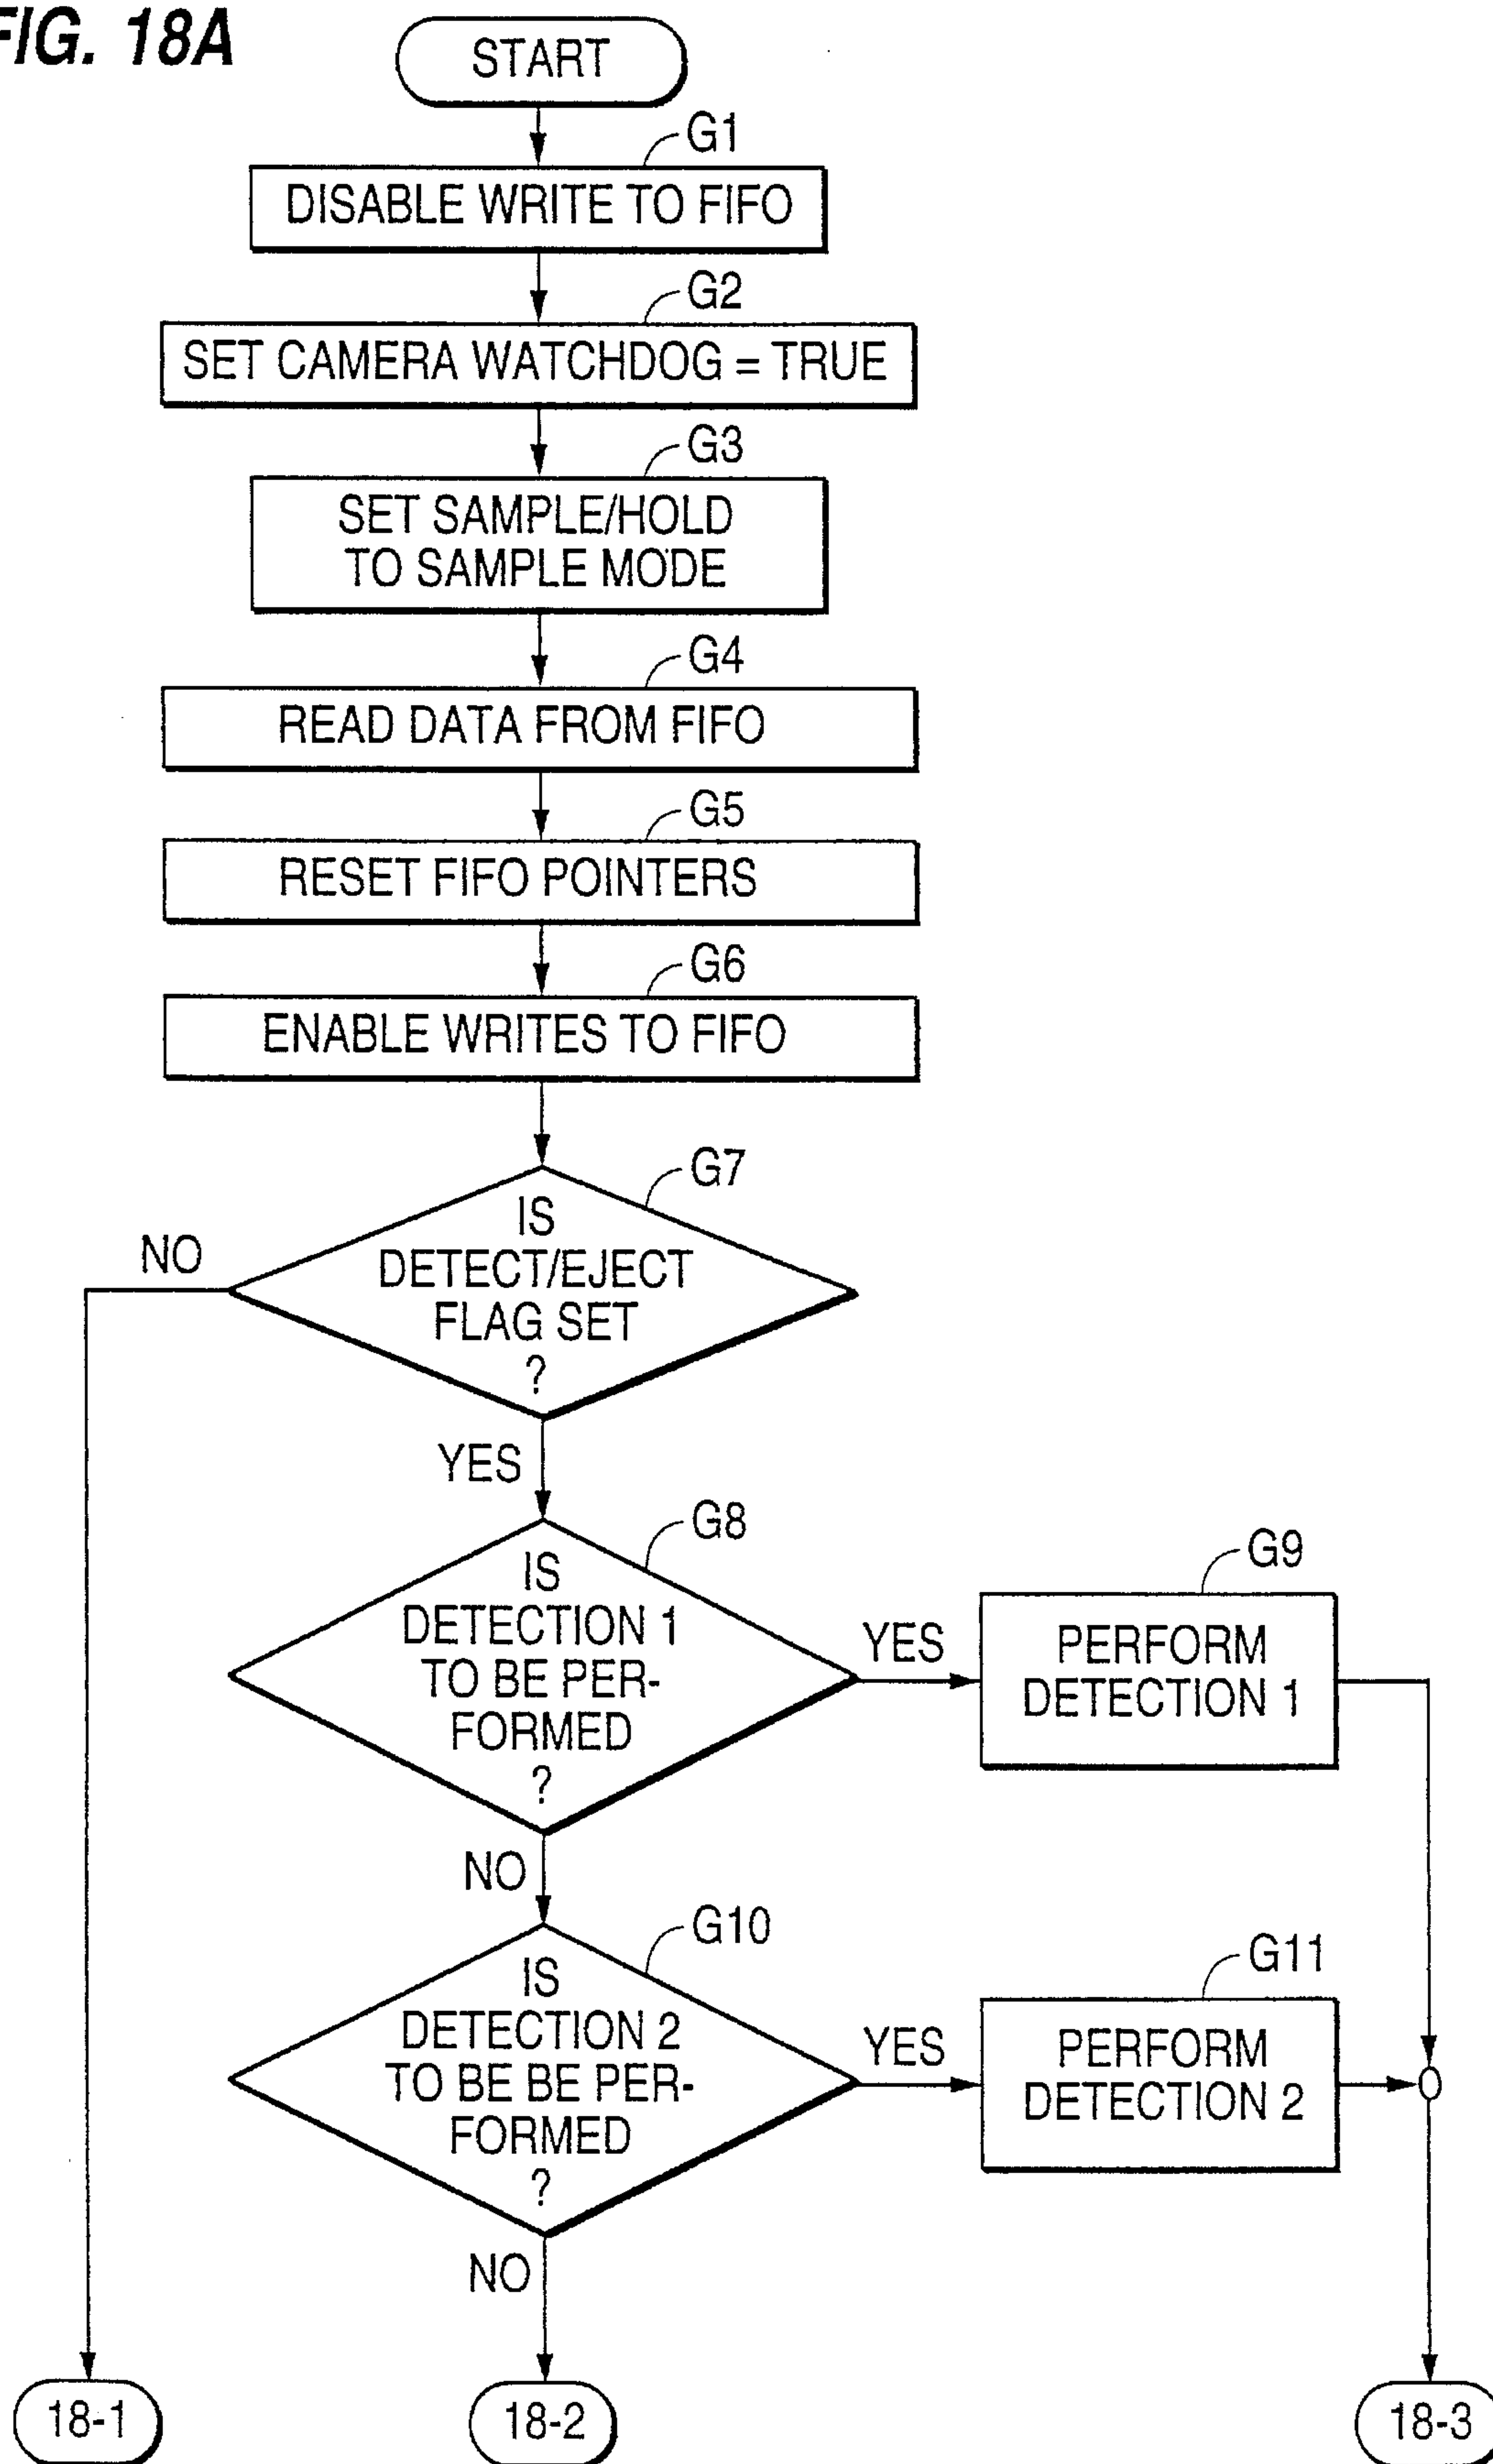 FIG. 18A
START
G1
DISABLE WRITE TO FIFO
G2
SET CAMERA WATCHDOG = TRUE
G3
SET SAMPLE/HOLD
TO SAMPLE MODE
G4
READ DATA FROM FIFO
G5
RESET FIFO POINTERS
G6
ENABLE WRITES TO FIFO
G7
IS
DETECT/EJECT
FLAG SET
?
NO
YES
G8
IS
DETECTION 1
TO BE PER-
FORMED
?
YES
G9
PERFORM
DETECTION 1
NO
G10
IS
DETECTION 2
TO BE BE PER-
FORMED
?
YES
G11
PERFORM
DETECTION 2
NO
18-1
18-2
18-3